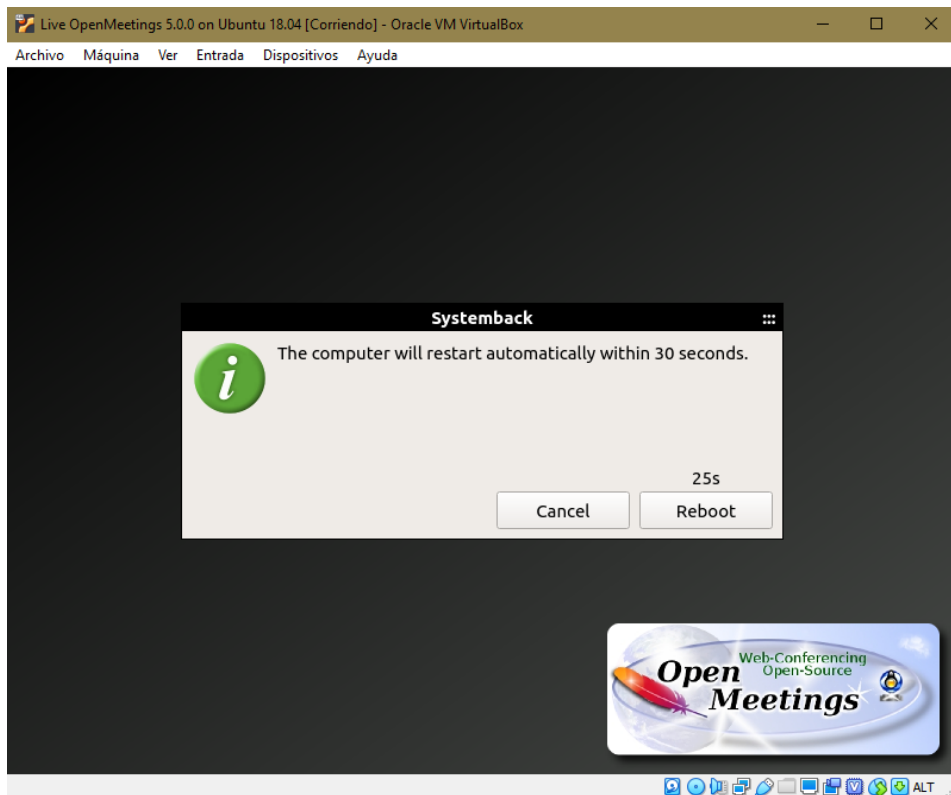 Live OpenMeetings 5.0.0 on Ubuntu 18.04 [Corriendo] - Oracle VM VirtualBox
Archivo Máquina Ver Entrada Dispositivos Ayuda
Systemback
The computer will restart automatically within 30 seconds.
25s
Cancel Reboot
Web-Conferencing
Open Open-Source
Meetings
ALT